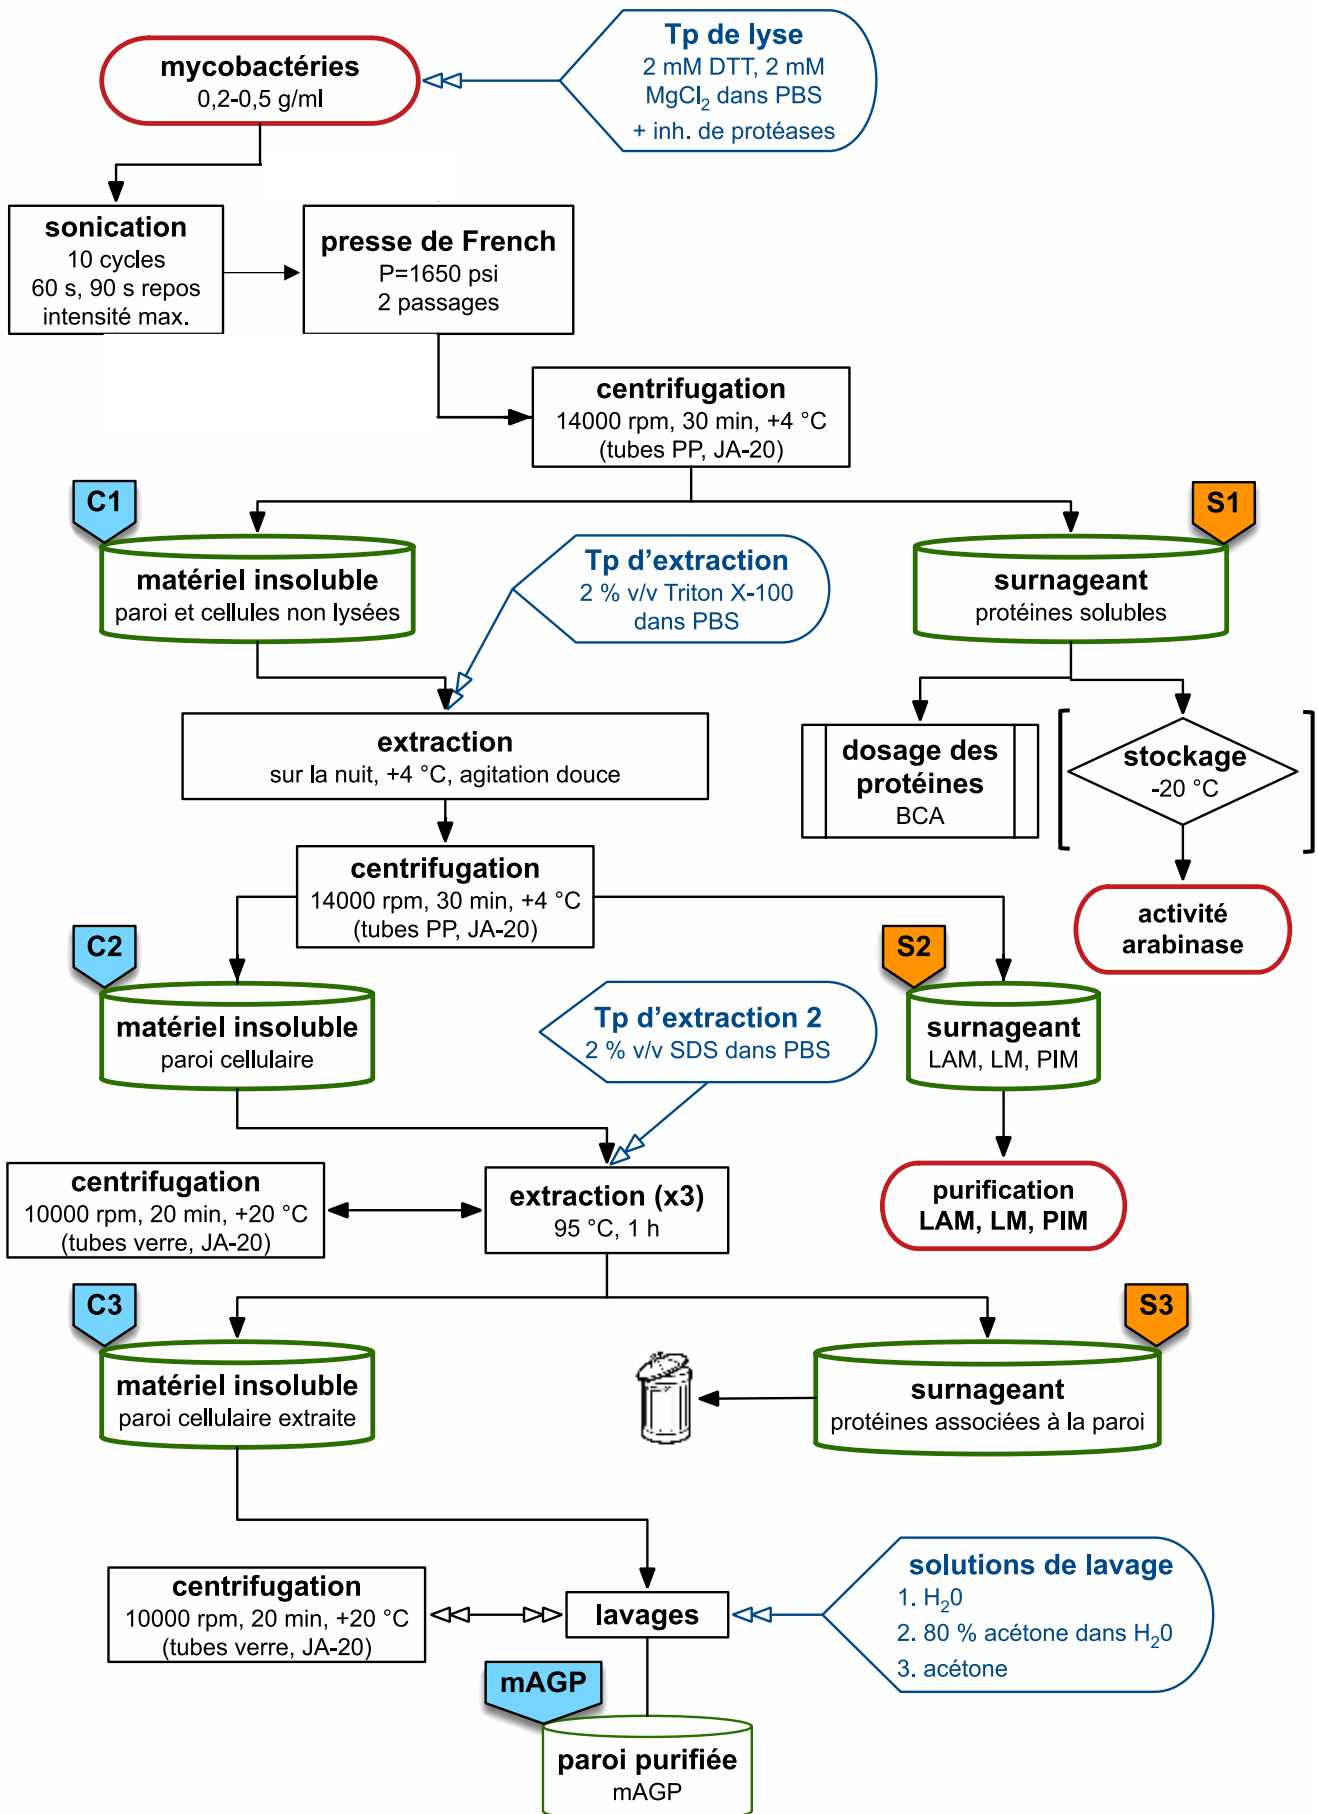 mycobactéries
0,2-0,5 g/ml
Tp de lyse
2 mM DTT, 2 mM
MgCl₂ dans PBS
+ inh. de protéases
sonication
10 cycles
60 s, 90 s repos
intensité max.
presse de French
P=1650 psi
2 passages
centrifugation
14000 rpm, 30 min, +4 °C
(tubes PP, JA-20)
C1
matériel insoluble
paroi et cellules non lysées
Tp d'extraction
2 % v/v Triton X-100
dans PBS
S1
surnageant
protéines solubles
extraction
sur la nuit, +4 °C, agitation douce
dosage des
protéines
BCA
stockage
-20 °C
centrifugation
14000 rpm, 30 min, +4 °C
(tubes PP, JA-20)
activité
arabinase
C2
matériel insoluble
paroi cellulaire
Tp d'extraction 2
2 % v/v SDS dans PBS
S2
surnageant
LAM, LM, PIM
centrifugation
10000 rpm, 20 min, +20 °C
(tubes verre, JA-20)
extraction (x3)
95 °C, 1 h
purification
LAM, LM, PIM
C3
matériel insoluble
paroi cellulaire extraite
S3
surnageant
protéines associées à la paroi
centrifugation
10000 rpm, 20 min, +20 °C
(tubes verre, JA-20)
lavages
solutions de lavage
1. H₂0
2. 80 % acétone dans H₂0
3. acétone
mAGP
paroi purifiée
mAGP